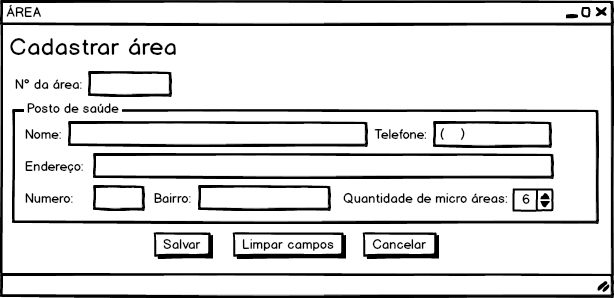 ÁREA
Cadastrar área
Nº da área:
Posto de saúde
Nome: Telefone: ( )
Endereço:
Numero: Bairro: Quantidade de micro áreas: 6
Salvar Limpar campos Cancelar